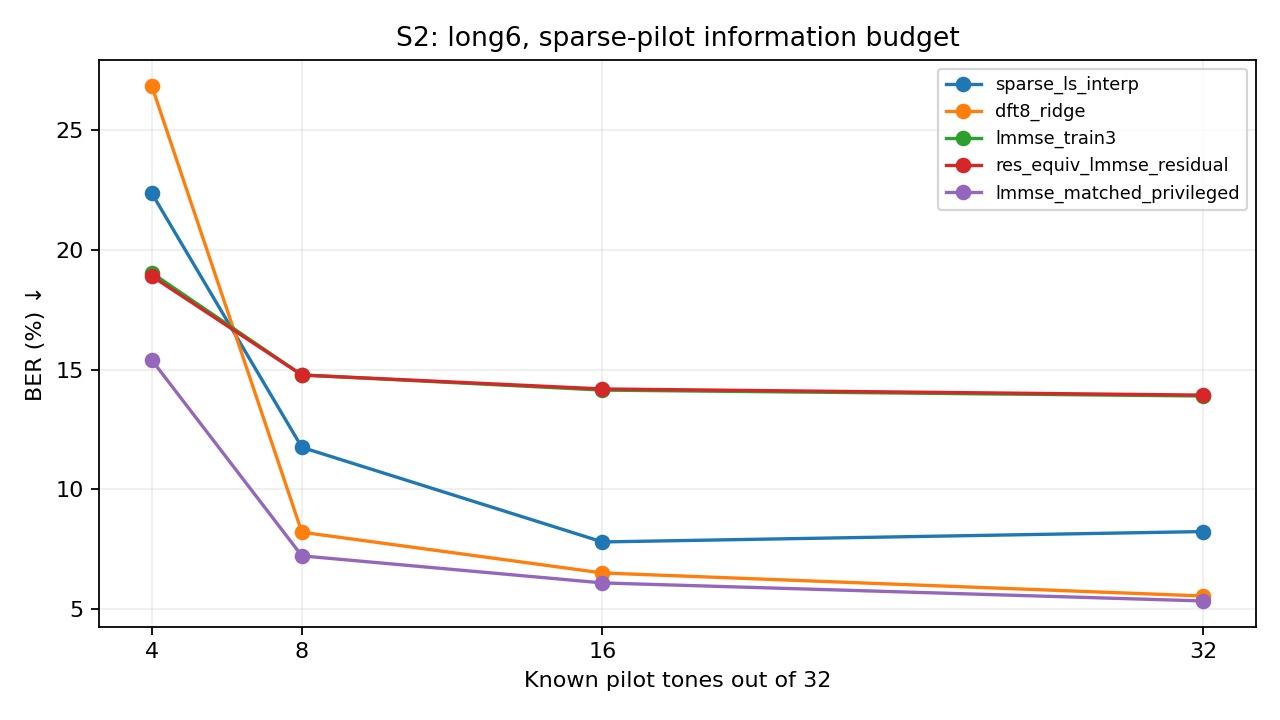 S2: long6, sparse-pilot information budget
sparse_ls_interp
dft8_ridge
lmmse_train3
res_equiv_lmmse_residual
lmmse_matched_privileged
BER (%) ↓
25
20
15
10
5
4 8 16 32
Known pilot tones out of 32